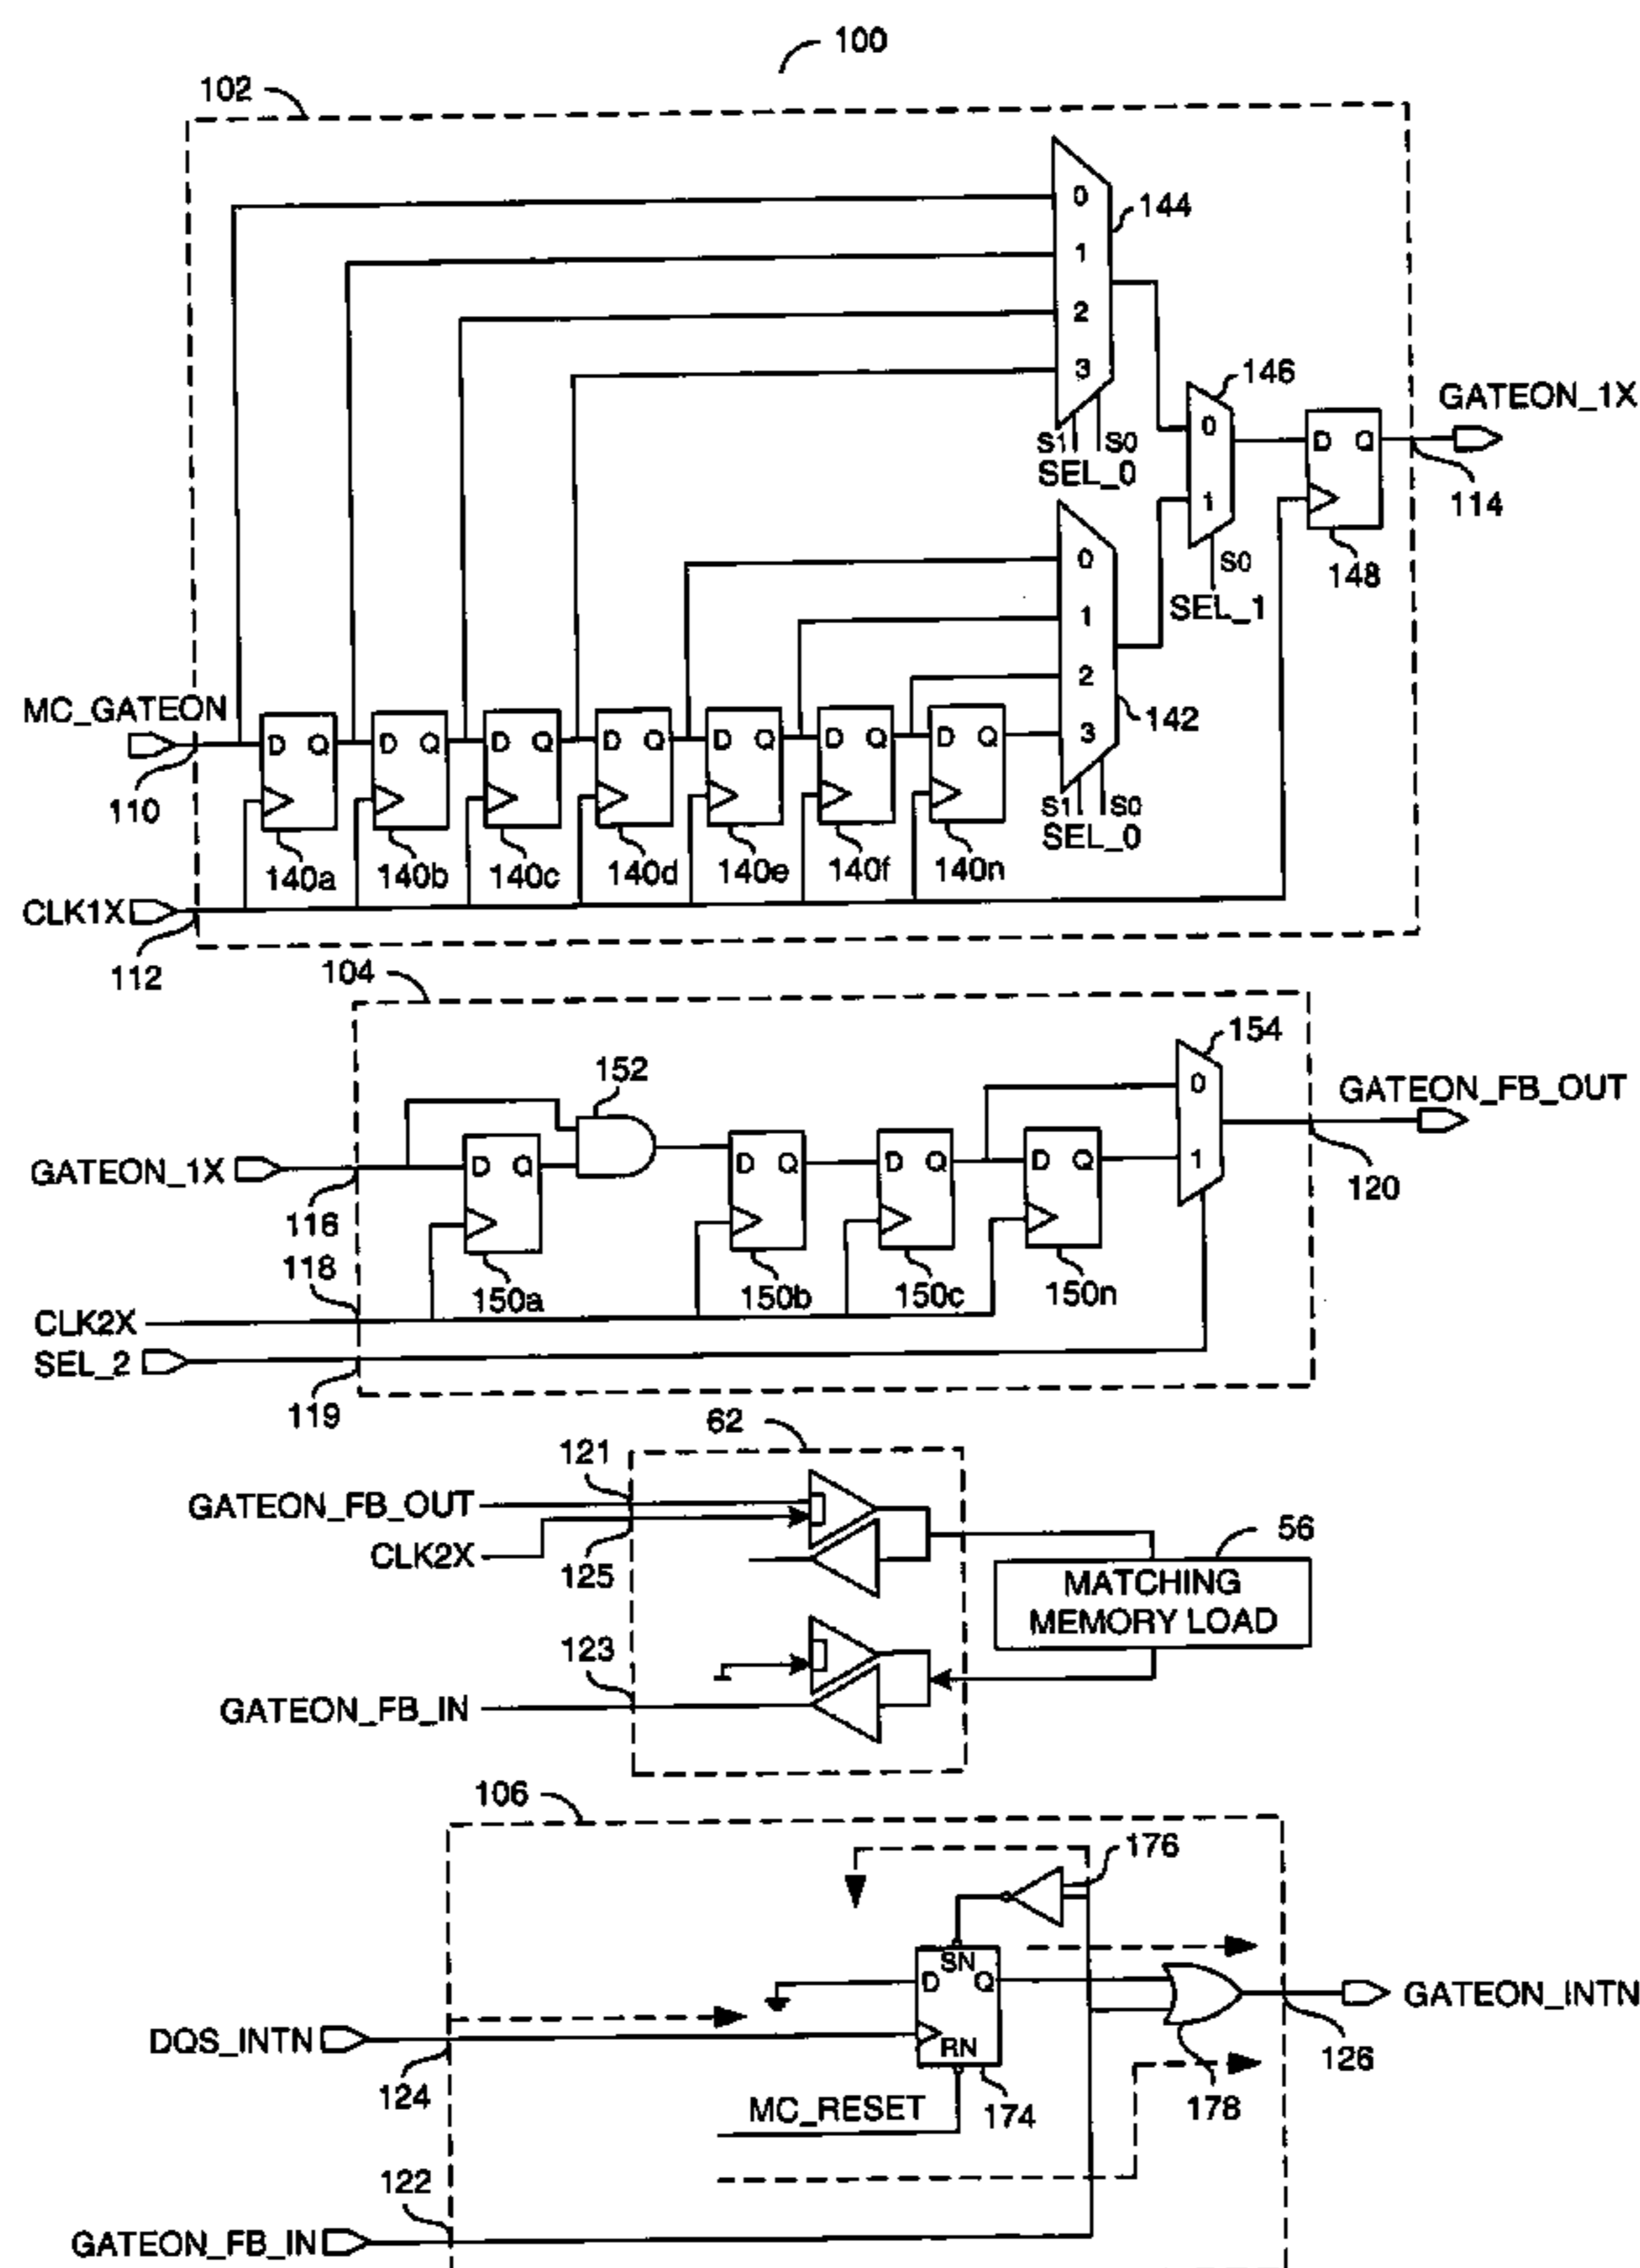 100
102
0
144
1
2
3
146
GATEON_1X
0
D Q
S1 S0
SEL_0
1
114
S0
148
0
SEL_1
1
2
MC_GATEON
142
D Q D Q D Q D Q D Q D Q D Q
3
110
S1 S0
SEL_0
140a 140b 140c 140d 140e 140f 140n
CLK1X
112
104
154
152
0
GATEON_FB_OUT
GATEON_1X
D Q D Q D Q D Q
1
120
116
118
150a 150b 150c 150n
CLK2X
SEL_2
119
62
121
GATEON_FB_OUT
56
CLK2X
125
MATCHING
MEMORY LOAD
123
GATEON_FB_IN
106
176
SN
D Q
GATEON_INTN
DQS_INTN
RN
126
124
MC_RESET
174
178
122
GATEON_FB_IN